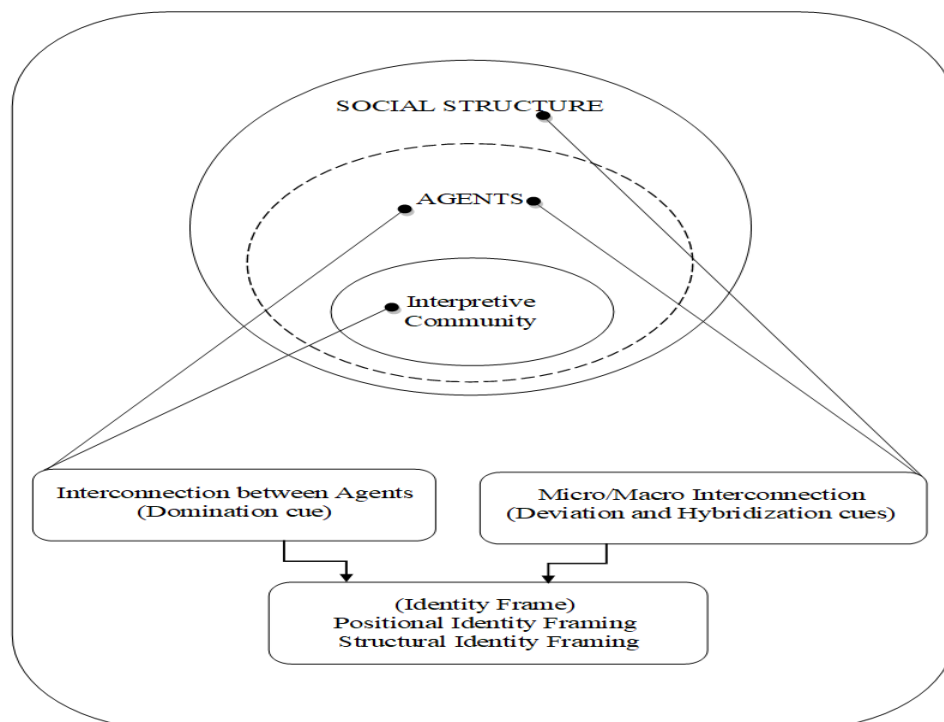 SOCIAL STRUCTURE
AGENTS
Interpretive
Community
Interconnection between Agents
(Domination cue)
Micro/Macro Interconnection
(Deviation and Hybridization cues)
(Identity Frame)
Positional Identity Framing
Structural Identity Framing